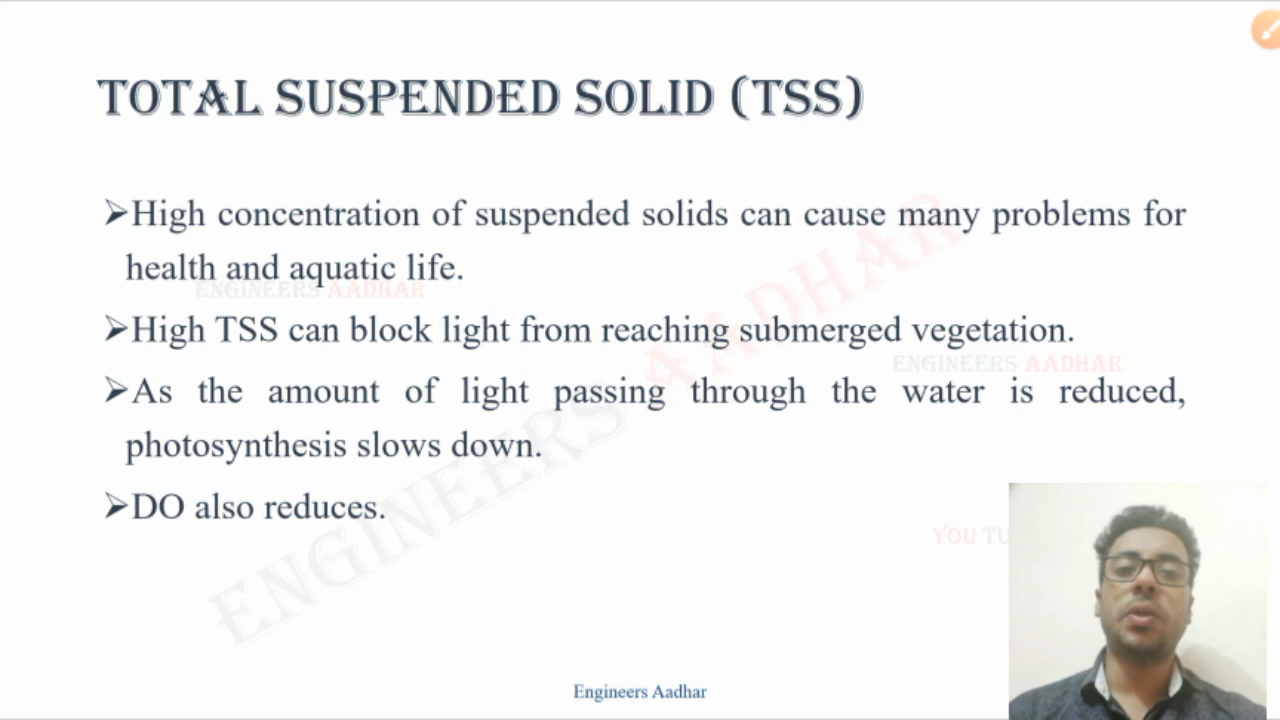 TOTAL SUSPENDED SOLID (TSS)
➢High concentration of suspended solids can cause many problems for
health and aquatic life.
ENGINEERS AADHAR
➢High TSS can block light from reaching submerged vegetation.
ENGINEERS AADHAR
➢As the amount of light passing through the water is reduced,
photosynthesis slows down.
➢DO also reduces.
ENGINEERS AADHAR
YOU TU
Engineers Aadhar